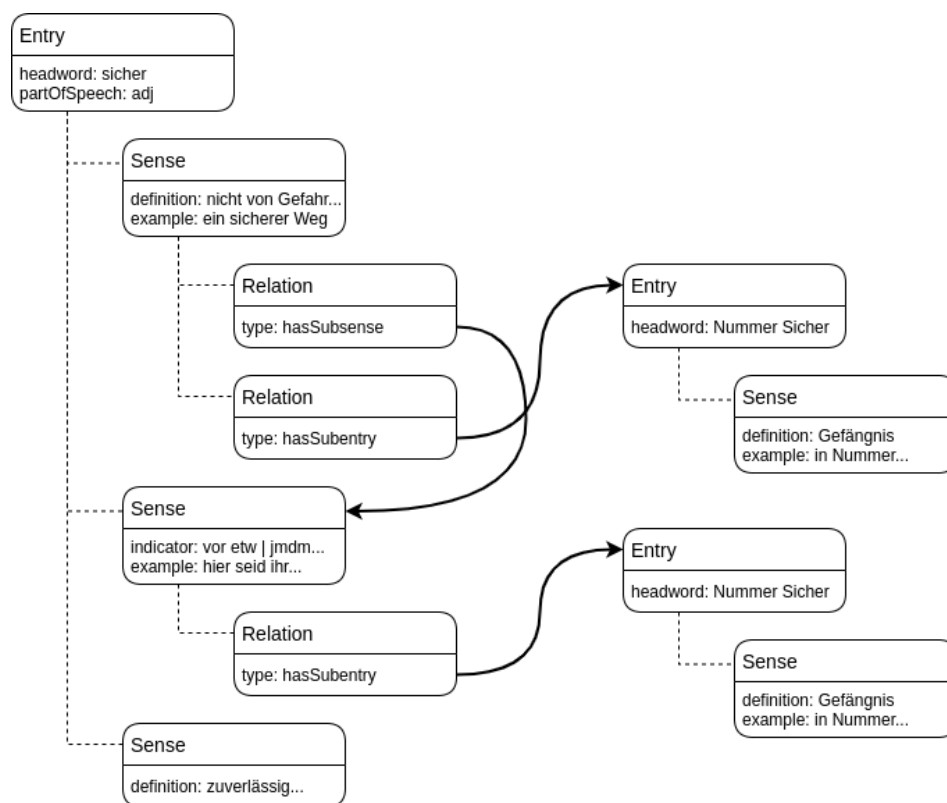 Entry
headword: sicher
partOfSpeech: adj
Sense
definition: nicht von Gefahr...
example: ein sicherer Weg
Relation
type: hasSubsense
Relation
type: hasSubentry
Entry
headword: Nummer Sicher
Sense
definition: Gefängnis
example: in Nummer...
Sense
indicator: vor etw | jmdm...
example: hier seid ihr...
Relation
type: hasSubentry
Entry
headword: Nummer Sicher
Sense
definition: Gefängnis
example: in Nummer...
Sense
definition: zuverlässig...